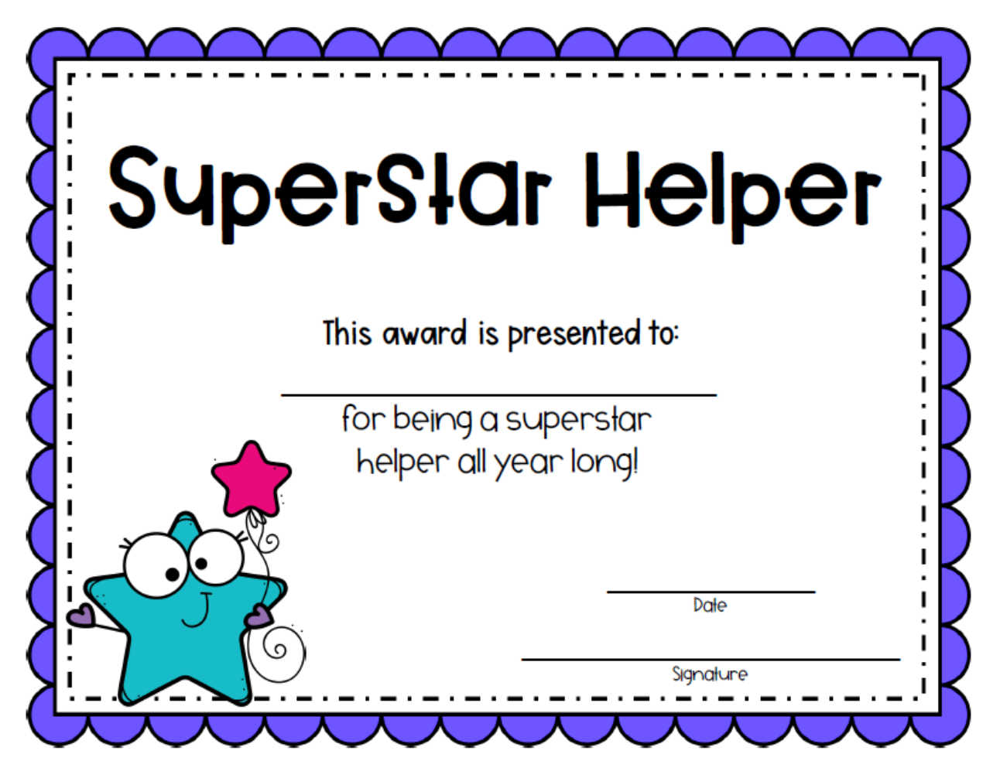 Superstar Helper
This award is presented to:
for being a superstar
helper all year long!
Date
Signature